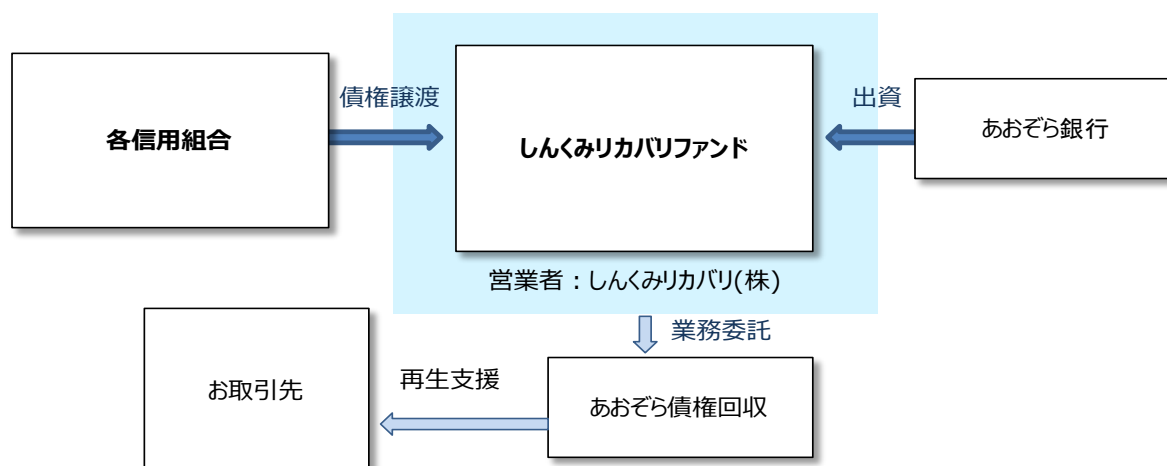 債権譲渡
出資
各信用組合
しんくみリカバリファンド
あおぞら銀行
営業者：しんくみリカバリ(株)
業務委託
お取引先
再生支援
あおぞら債権回収